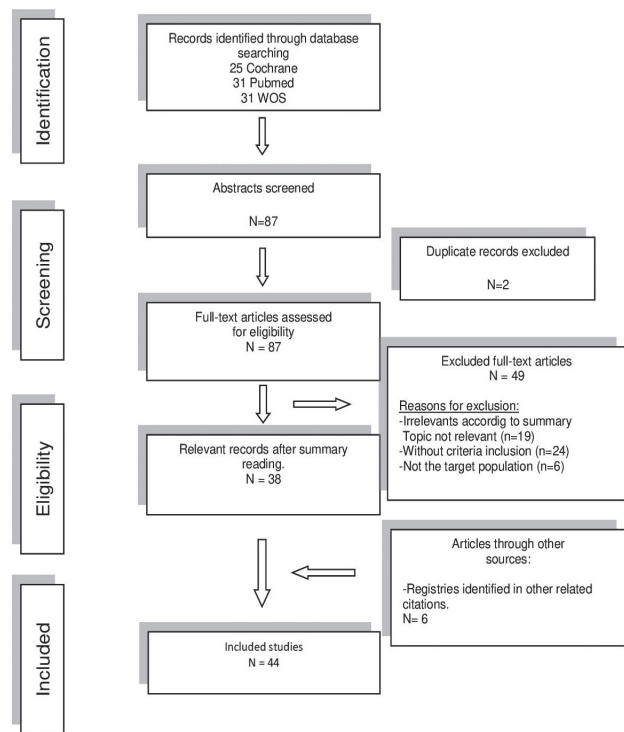 Identification
Records identified through database
searching
25 Cochrane
31 Pubmed
31 WOS
Screening
Abstracts screened
N=87
Duplicate records excluded
N=2
Full-text articles assessed
for eligibility
N = 87
Excluded full-text articles
N = 49
Reasons for exclusion:
-Irrelevants accordig to summary
Topic not relevant (n=19)
-Without criteria inclusion (n=24)
-Not the target population (n=6)
Eligibility
Relevant records after summary
reading.
N = 38
Articles through other
sources:
-Registries identified in other related
citations.
N= 6
Included
Included studies
N = 44